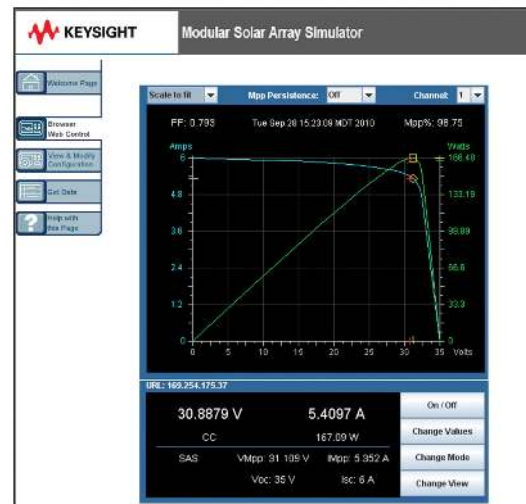 KEYSIGHT
Modular Solar Array Simulator
Welcome Page
Browser
Web Control
View & Modify
Configuration
Get Data
Help with
this Page
Scale to fit
Mpp Persistence: Off
Channel: 1
FF: 0.793
Tue Sep 28 15:23:09 MDT 2010
Mpp%: 98.75
Amps
Watts
6
4.8
3.6
2.4
1.2
0
166.48
133.19
99.89
66.6
33.3
0
0 5 10 15 20 25 30 35 Volts
URL: 169.254.175.37
30.8879 V
5.4097 A
CC
167.09 W
SAS
VMpp: 31.109 V
IMpp: 5.352 A
Voc: 35 V
Isc: 6 A
On / Off
Change Values
Change Mode
Change View